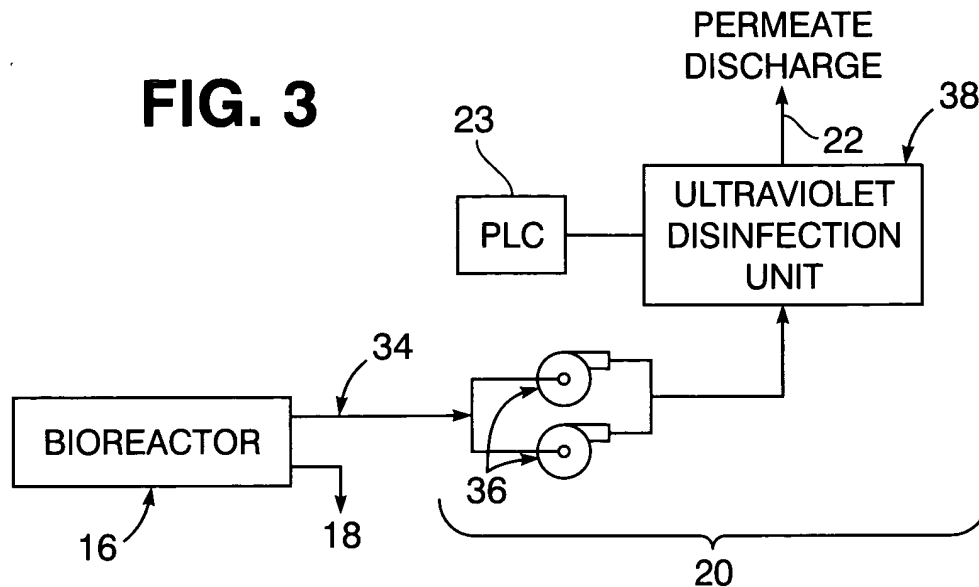 FIG. 3
PERMEATE
DISCHARGE
22
38
23
PLC
ULTRAVIOLET
DISINFECTION
UNIT
34
BIOREACTOR
36
16
18
20